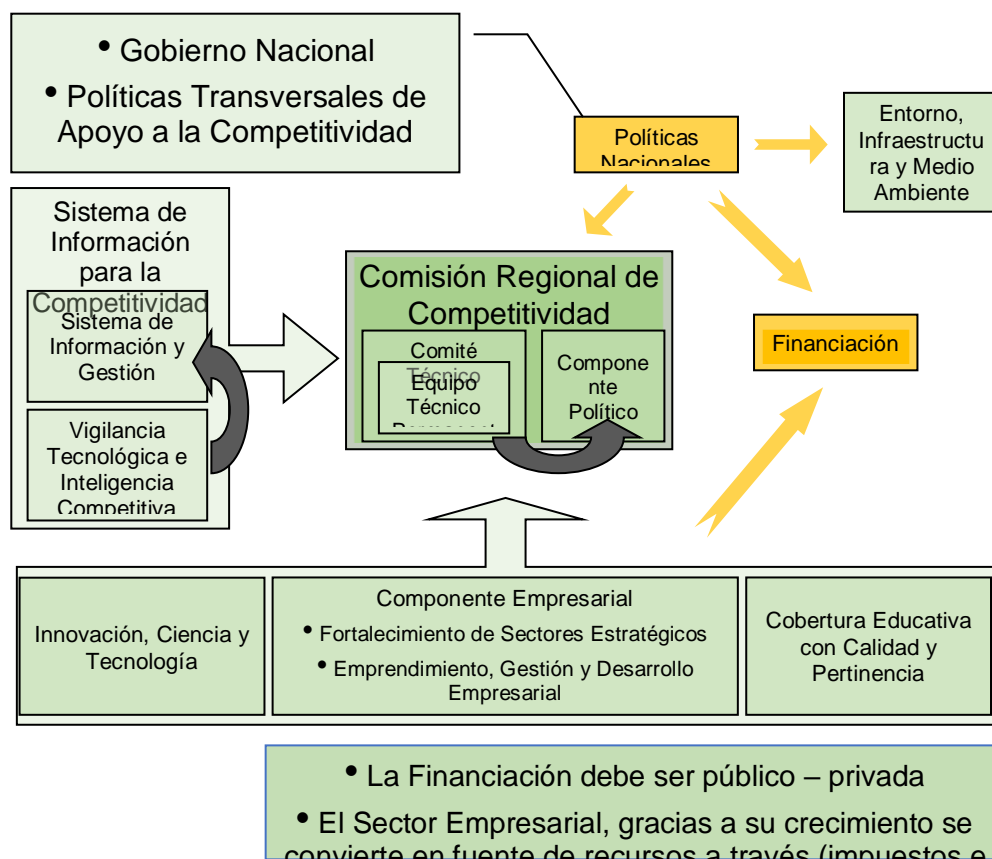 • Gobierno Nacional
• Políticas Transversales de
Apoyo a la Competitividad
Políticas
Nacionales
Entorno,
Infraestructu
ra y Medio
Ambiente
Sistema de
Información
para la
Competitividad
Sistema de
Información y
Gestión
Vigilancia
Tecnológica e
Inteligencia
Competitiva
Comisión Regional de
Competitividad
Comité
Técnico
Equipo
Técnico
Compone
nte
Político
Financiación
Innovación, Ciencia y
Tecnología
Componente Empresarial
• Fortalecimiento de Sectores Estratégicos
• Emprendimiento, Gestión y Desarrollo
Empresarial
Cobertura Educativa
con Calidad y
Pertinencia
• La Financiación debe ser público – privada
• El Sector Empresarial, gracias a su crecimiento se
convierte en fuente de recursos a través (impuestos e